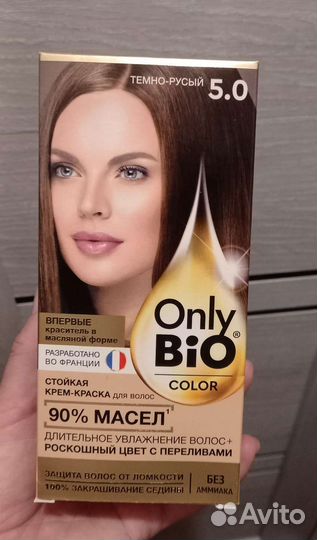 ТЕМНО-РУСЫЙ 5.0
Only
BiO®
COLOR
ВПЕРВЫЕ
краситель в
масляной форме
РАЗРАБОТАНО
ВО ФРАНЦИИ
СТОЙКАЯ
КРЕМ-КРАСКА для волос
90% МАСЕЛ
ДЛИТЕЛЬНОЕ УВЛАЖНЕНИЕ ВОЛОС+
РОСКОШНЫЙ ЦВЕТ С ПЕРЕЛИВАМИ
ЗАЩИТА ВОЛОС ОТ ЛОМКОСТИ
100% ЗАКРАШИВАНИЕ СЕДИНЫ
БЕЗ
АММИАКА
Avito